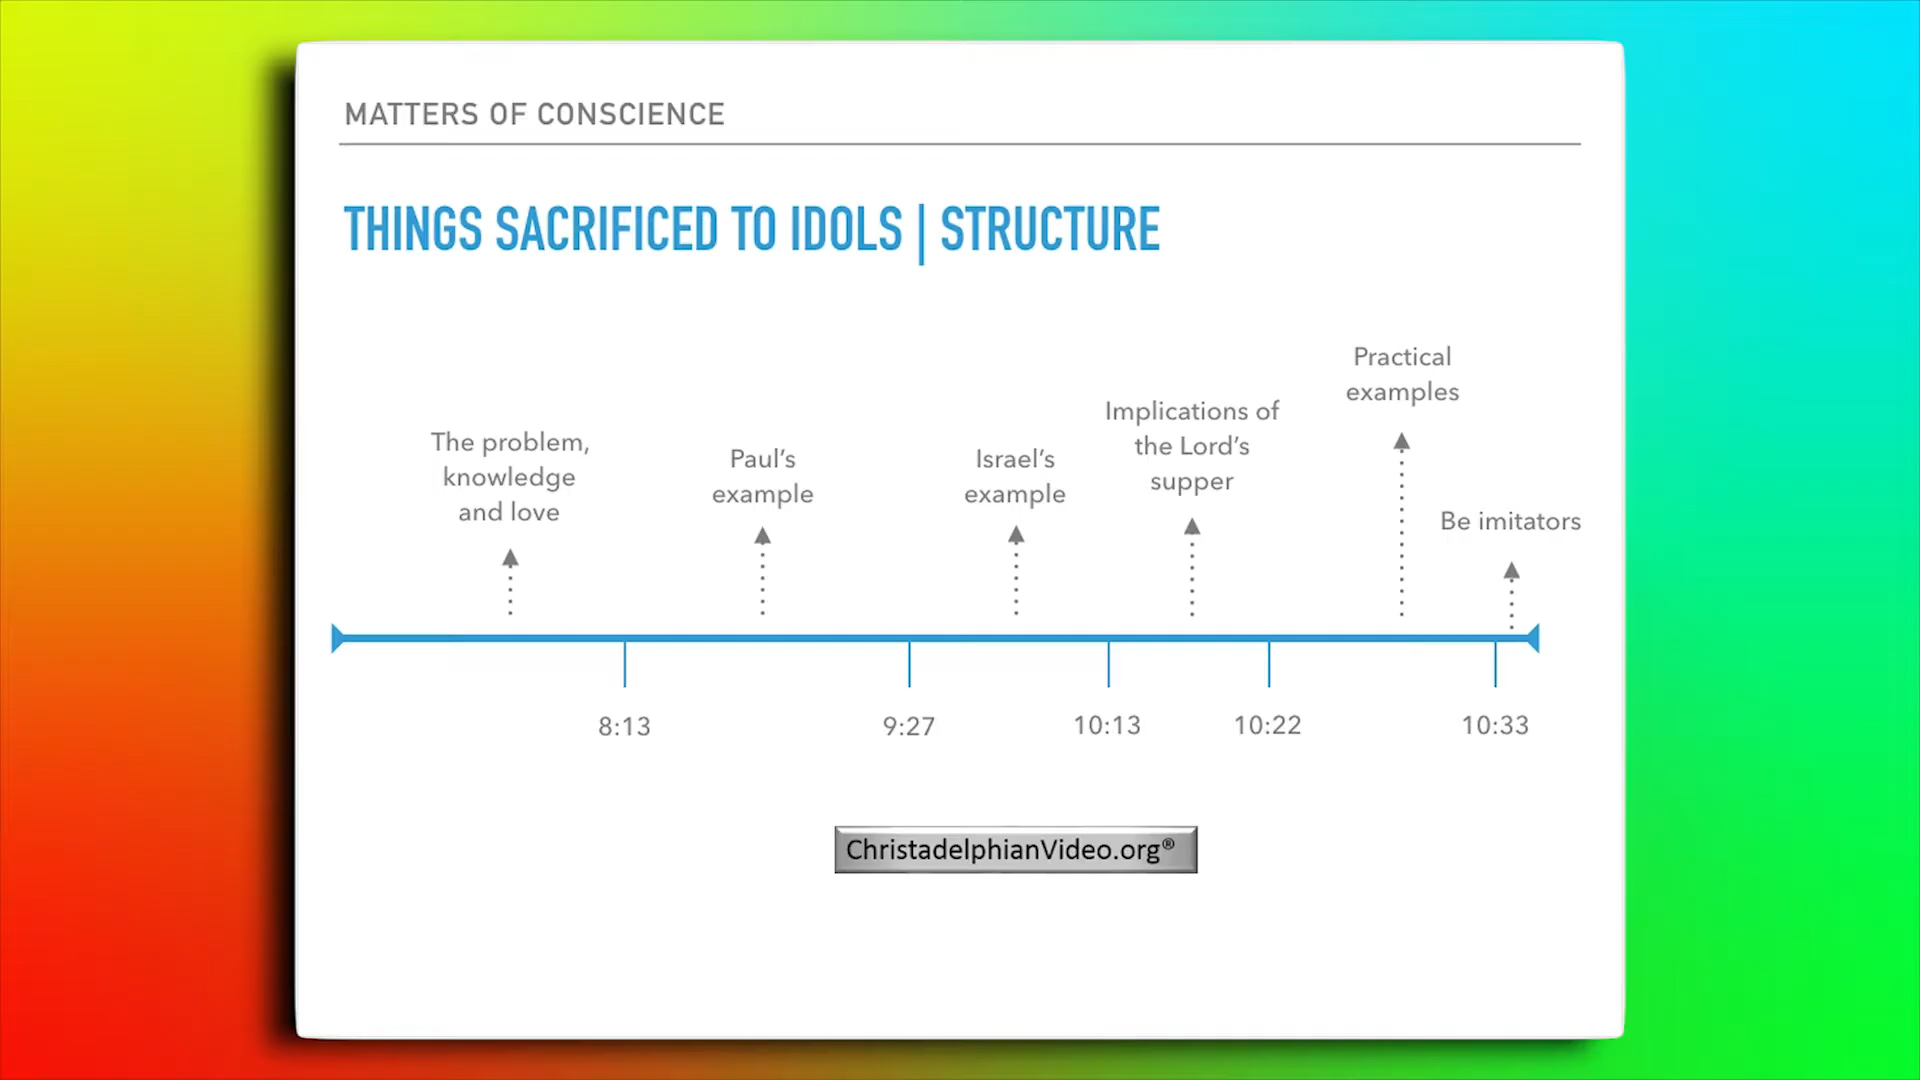 MATTERS OF CONSCIENCE
THINGS SACRIFICED TO IDOLS | STRUCTURE
The problem,
knowledge
and love
Paul’s
example
Israel’s
example
Implications of
the Lord’s
supper
Practical
examples
Be imitators
8:13
9:27
10:13
10:22
10:33
ChristadelphianVideo.org®